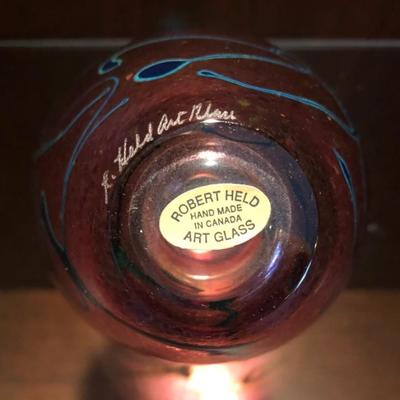 R. Held Art Glass
ROBERT HELD
HAND MADE
IN CANADA
ART GLASS